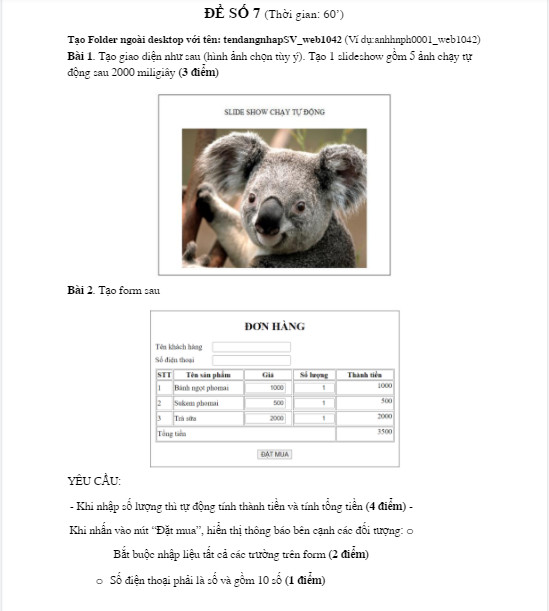 ĐỀ SỐ 7 (Thời gian: 60’)
Tạo Folder ngoài desktop với tên: tendangnhapSV_web1042 (Ví dụ:anhhnph0001_web1042)
Bài 1. Tạo giao diện như sau (hình ảnh chọn tùy ý). Tạo 1 slideshow gồm 5 ảnh chạy tự
động sau 2000 miligiây (3 điểm)
SLIDE SHOW CHẠY TỰ ĐỘNG
Bài 2. Tạo form sau
ĐƠN HÀNG
Tên khách hàng
Số điện thoại
STT Tên sản phẩm Giá Số lượng Thành tiền
1 Bánh ngọt phomai 1000 1 1000
2 Sukem phomai 500 1 500
3 Trà sữa 2000 1 2000
Tổng tiền 3500
ĐẶT MUA
YÊU CẦU:
- Khi nhập số lượng thì tự động tính thành tiền và tính tổng tiền (4 điểm) -
Khi nhấn vào nút “Đặt mua”, hiển thị thông báo bên cạnh các đối tượng: o
Bắt buộc nhập liệu tất cả các trường trên form (2 điểm)
o Số điện thoại phải là số và gồm 10 số (1 điểm)